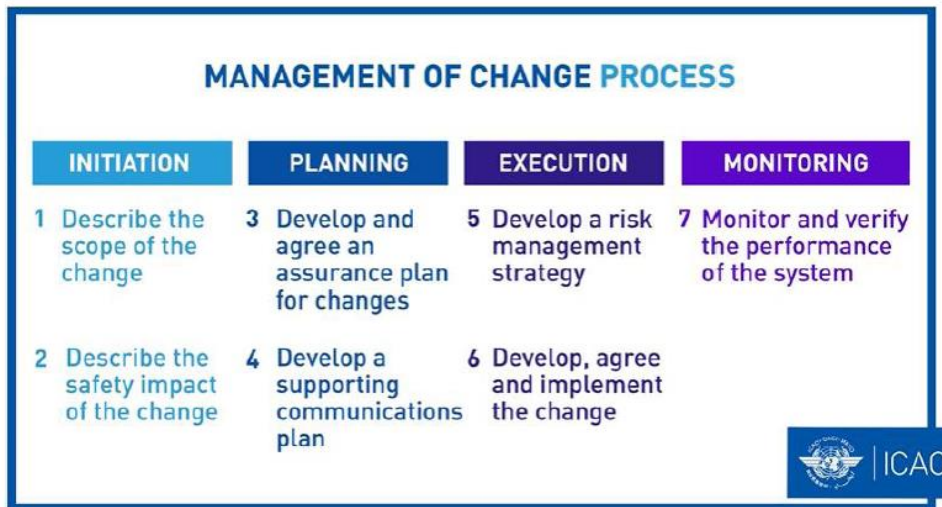 MANAGEMENT OF CHANGE PROCESS
INITIATION
1 Describe the
scope of the
change
2 Describe the
safety impact
of the change
PLANNING
3 Develop and
agree an
assurance plan
for changes
4 Develop a
supporting
communications
plan
EXECUTION
5 Develop a risk
management
strategy
6 Develop, agree
and implement
the change
MONITORING
7 Monitor and verify
the performance
of the system
ICAO